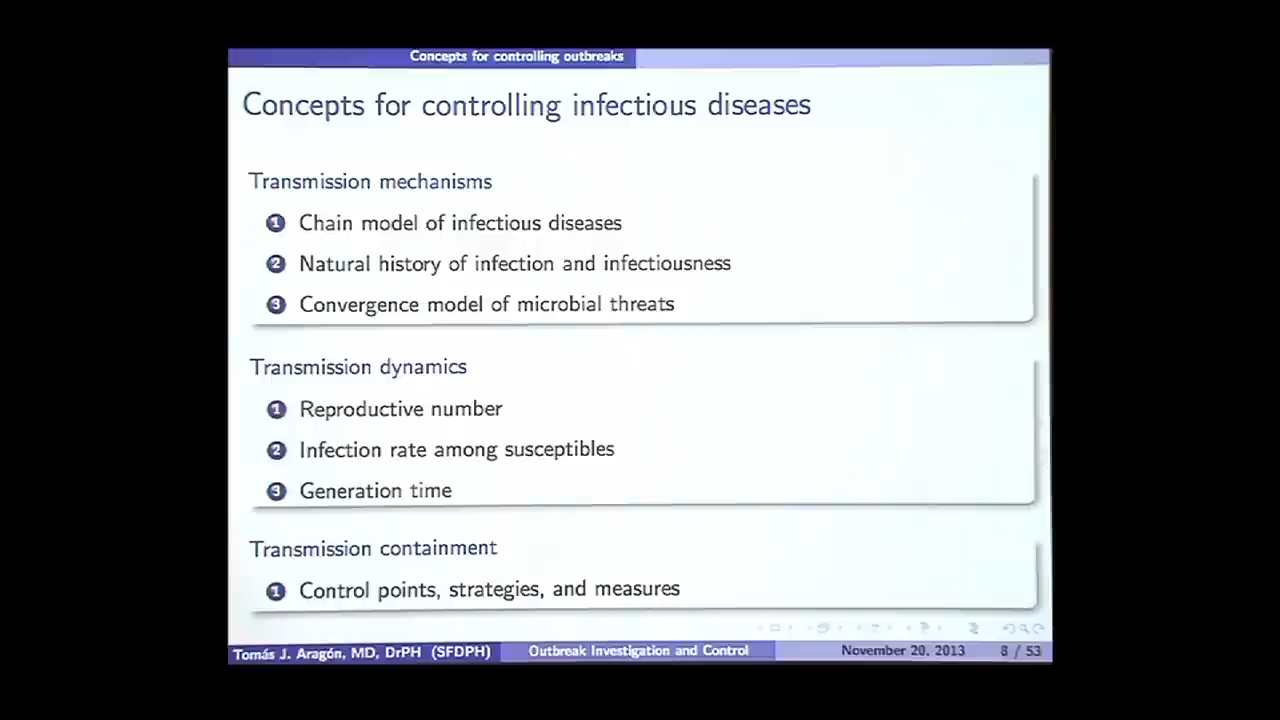 Concepts for controlling outbreaks
Concepts for controlling infectious diseases
Transmission mechanisms
1 Chain model of infectious diseases
2 Natural history of infection and infectiousness
3 Convergence model of microbial threats
Transmission dynamics
1 Reproductive number
2 Infection rate among susceptibles
3 Generation time
Transmission containment
1 Control points, strategies, and measures
Tomás J. Aragón, MD, DrPH (SFDPH) Outbreak Investigation and Control November 20, 2013 8 / 53